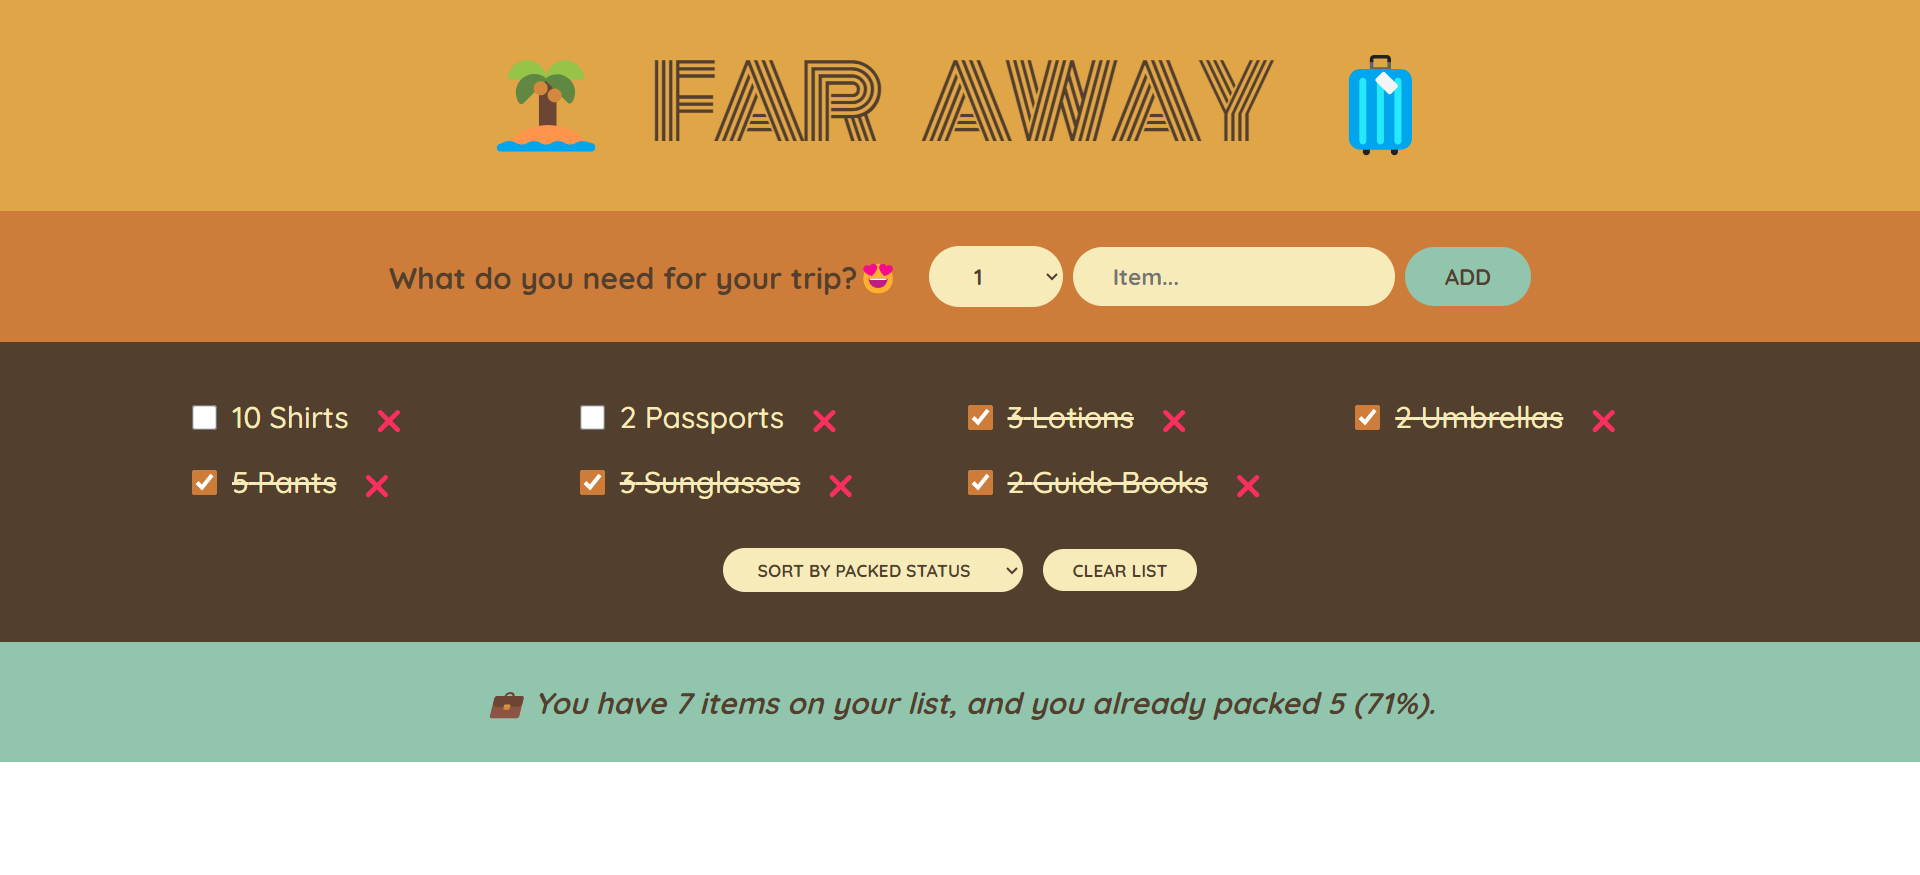 FAR AWAY
What do you need for your trip?😍 1 Item... ADD
10 Shirts ❌ 2 Passports ❌ 3 Lotions ❌ 2 Umbrellas ❌
5 Pants ❌ 3 Sunglasses ❌ 2 Guide Books ❌
SORT BY PACKED STATUS CLEAR LIST
💼 You have 7 items on your list, and you already packed 5 (71%).